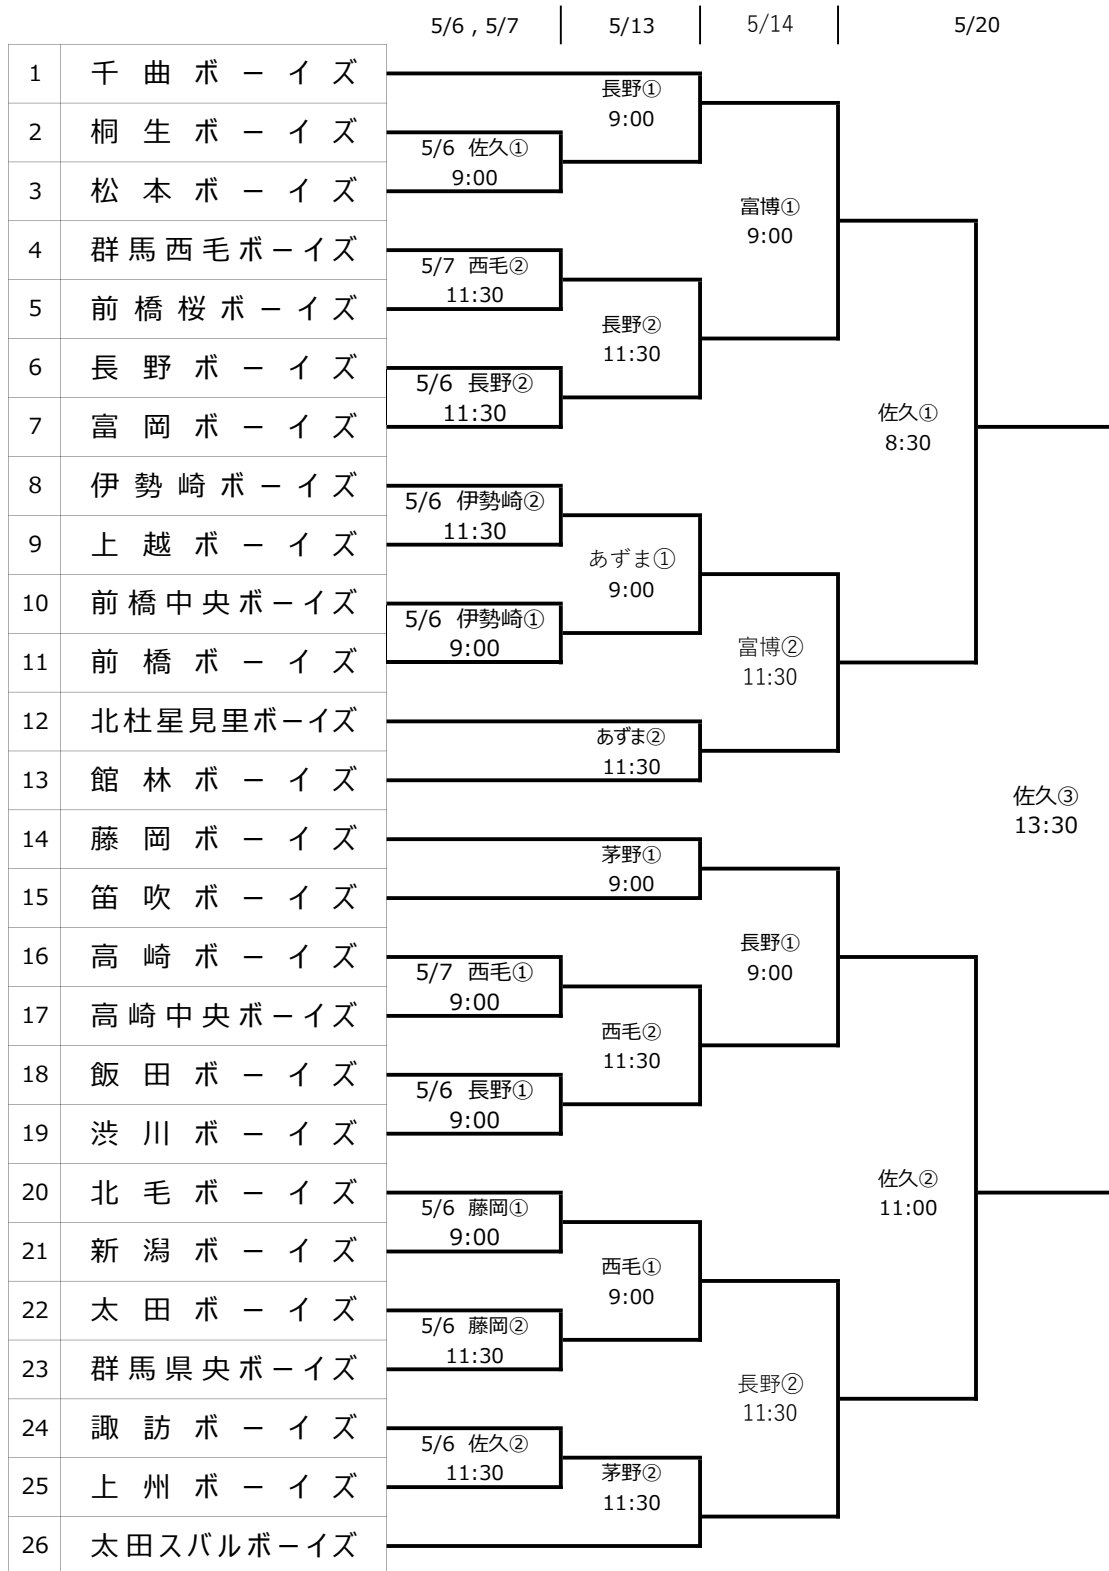 5/6 , 5/7 5/13 5/14 5/20
1 千曲ボーイズ
長野①
9:00
2 桐生ボーイズ
5/6 佐久①
9:00
3 松本ボーイズ
富博①
9:00
4 群馬西毛ボーイズ
5/7 西毛②
11:30
5 前橋桜ボーイズ
長野②
11:30
6 長野ボーイズ
5/6 長野②
11:30
7 富岡ボーイズ
佐久①
8:30
8 伊勢崎ボーイズ
5/6 伊勢崎②
11:30
9 上越ボーイズ
あずま①
9:00
10 前橋中央ボーイズ
5/6 伊勢崎①
9:00
11 前橋ボーイズ
富博②
11:30
12 北杜星見里ボーイズ
あずま②
11:30
13 館林ボーイズ
佐久③
13:30
14 藤岡ボーイズ
茅野①
9:00
15 笛吹ボーイズ
長野①
9:00
16 高崎ボーイズ
5/7 西毛①
9:00
17 高崎中央ボーイズ
西毛②
11:30
18 飯田ボーイズ
5/6 長野①
9:00
19 渋川ボーイズ
佐久②
11:00
20 北毛ボーイズ
5/6 藤岡①
9:00
21 新潟ボーイズ
西毛①
9:00
22 太田ボーイズ
5/6 藤岡②
11:30
23 群馬県央ボーイズ
長野②
11:30
24 諏訪ボーイズ
5/6 佐久②
11:30
25 上州ボーイズ
茅野②
11:30
26 太田スバルボーイズ